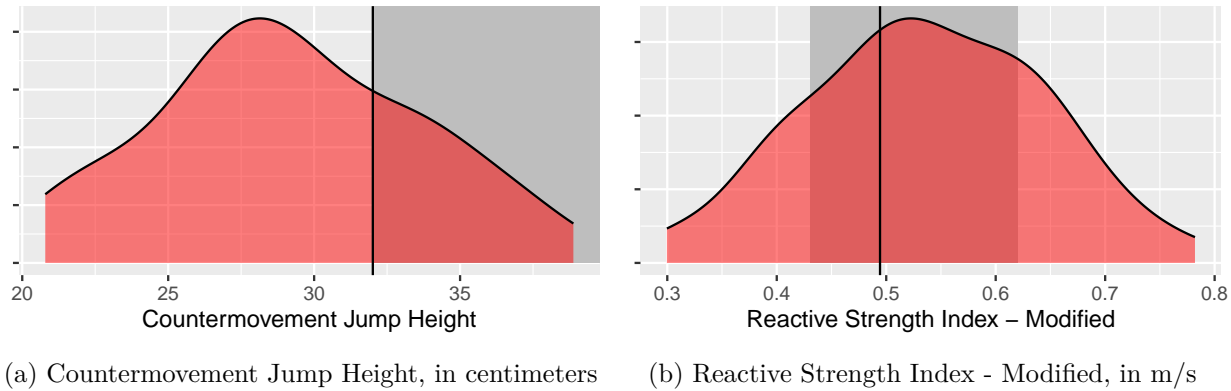 20 25 30 35
Countermovement Jump Height
(a) Countermovement Jump Height, in centimeters
0.3 0.4 0.5 0.6 0.7 0.8
Reactive Strength Index − Modified
(b) Reactive Strength Index - Modified, in m/s